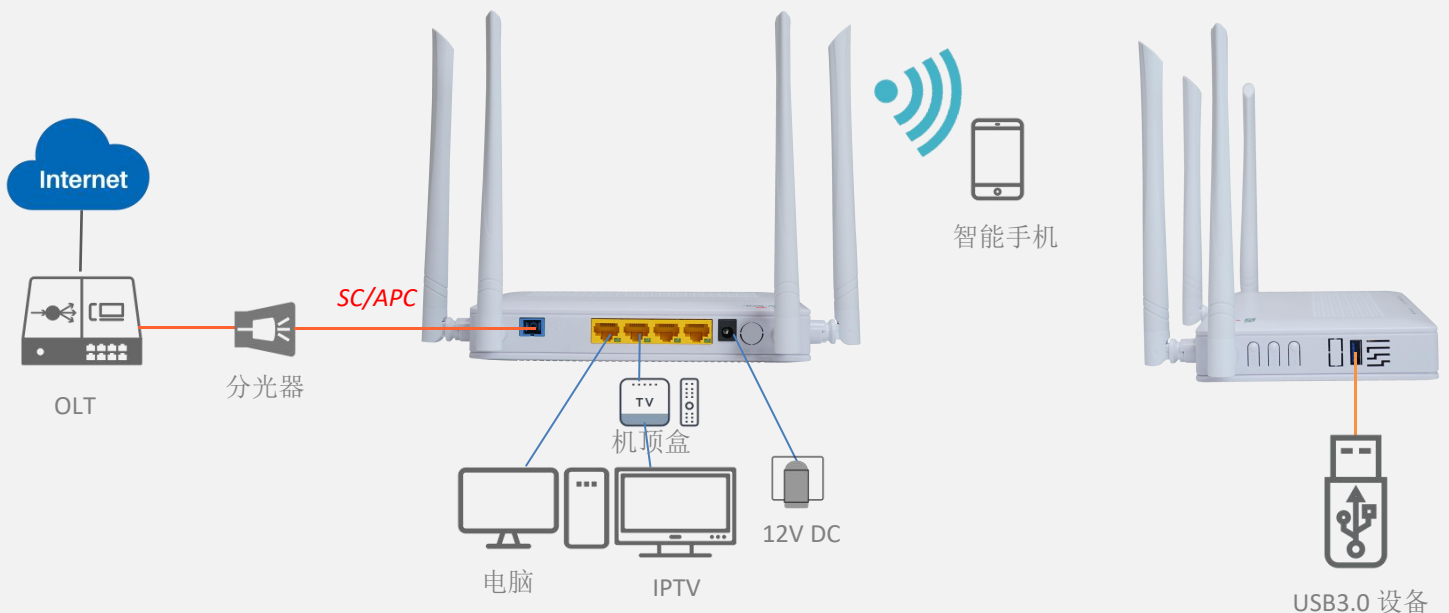 Internet
SC/APC
智能手机
分光器
OLT
TV
机顶盒
12V DC
电脑
IPTV
USB3.0 设备